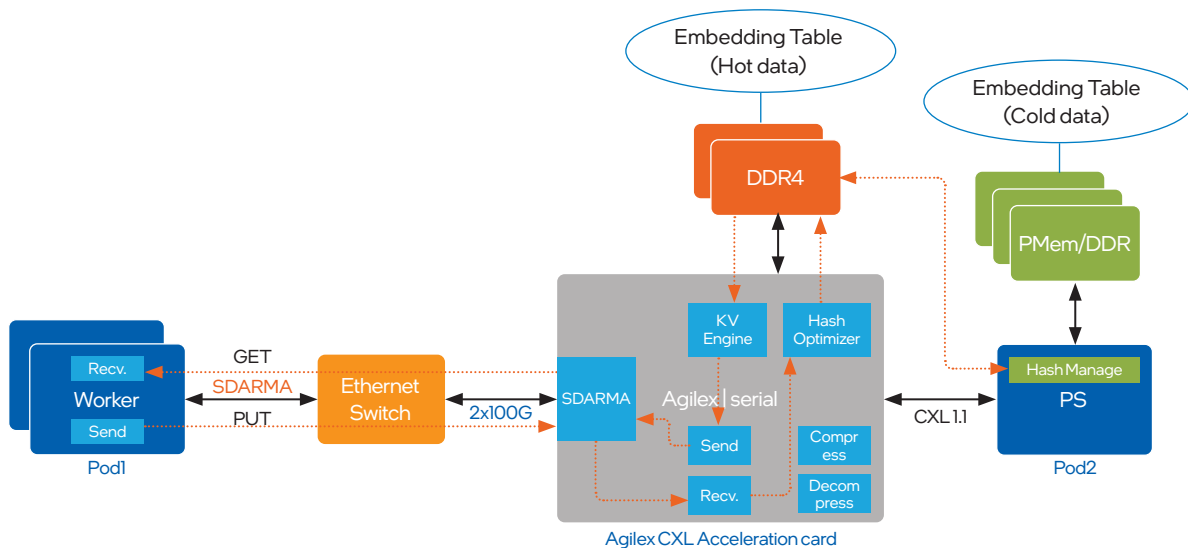 Embedding Table
(Hot data)
Embedding Table
(Cold data)
DDR4
PMem/DDR
KV
Engine
Hash
Optimizer
Recv.
Worker
Send
Pod1
GET
SDARMA
PUT
Ethernet
Switch
2x100G
SDARMA
Agilex | serial
Send
Recv.
Compr
ess
Decom
press
Agilex CXL Acceleration card
CXL 1.1
Hash Manage
PS
Pod2